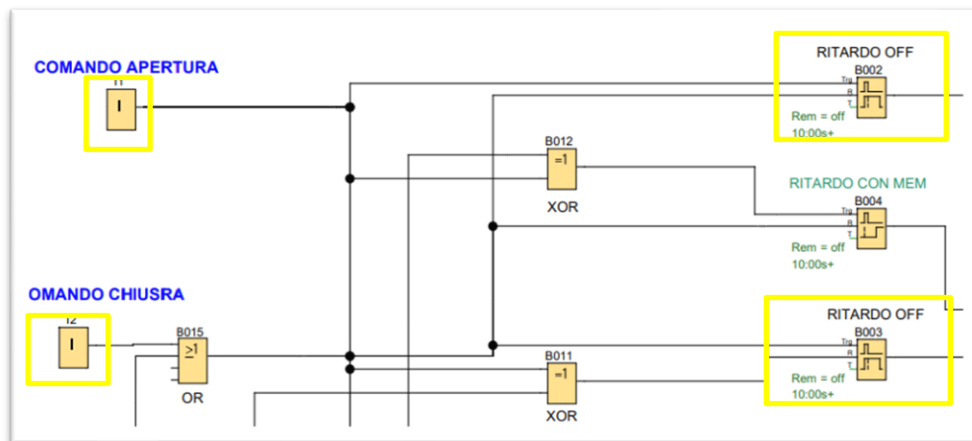 RITARDO OFF
B002
COMANDO APERTURA
I1
I
Trg
R
T
Rem = off
10:00s+
B012
=1
XOR
RITARDO CON MEM
B004
Trg
R
T
Rem = off
10:00s+
OMANDO CHIUSRA
I2
I
B015
≥1
OR
RITARDO OFF
B003
Trg
R
T
Rem = off
10:00s+
B011
=1
XOR